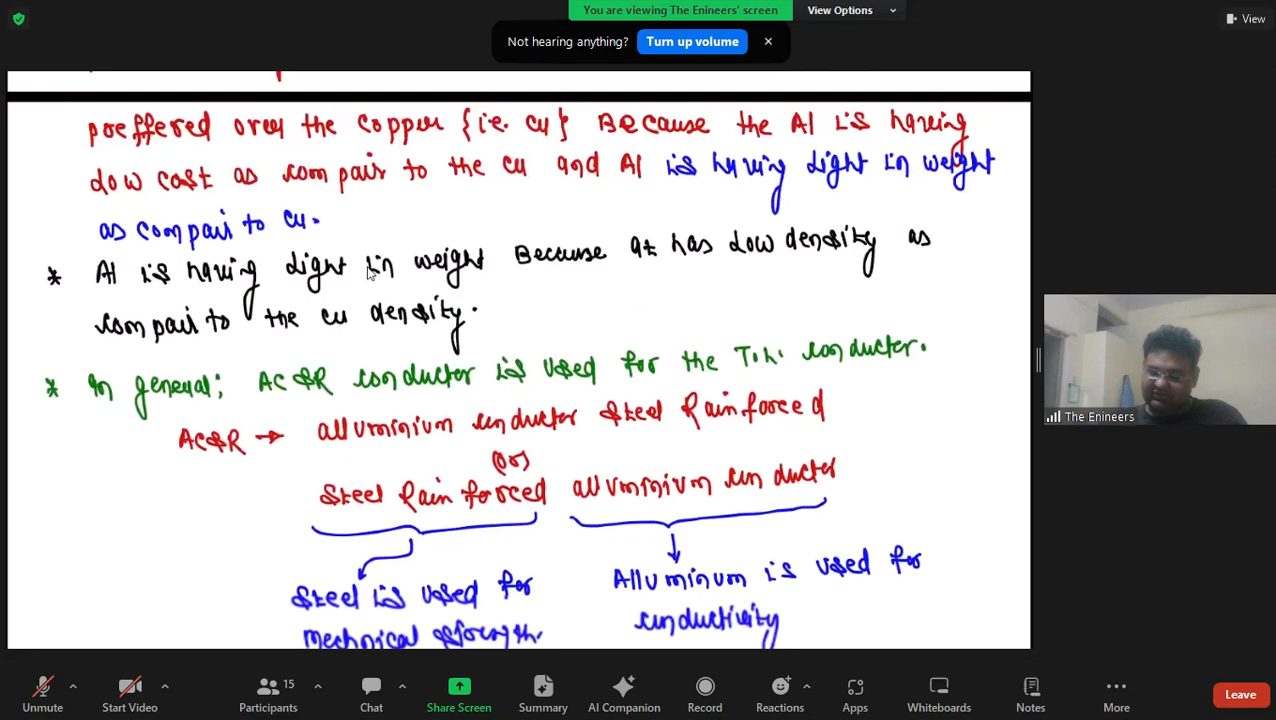 You are viewing The Enineers' screen
View Options
View
Not hearing anything? Turn up volume
preffered over the copper {i.e. Cu} Because the Al is having
low cost as compair to the Cu and Al is having light in weight
as compair to Cu.
* Al is having light in weight Because it has low density as
compair to the Cu density.
* In general; ACSR conductor is used for the T.L. conductor.
ACSR → alluminium conductor Steel Rainforced
(or)
Steel Rainforced alluminium conductor
Steel is used for
Alluminum is used for
mechnical strength.
conductivity
The Enineers
Unmute
Start Video
15
Participants
Chat
Share Screen
Summary
AI Companion
Record
Reactions
Apps
Whiteboards
Notes
More
Leave